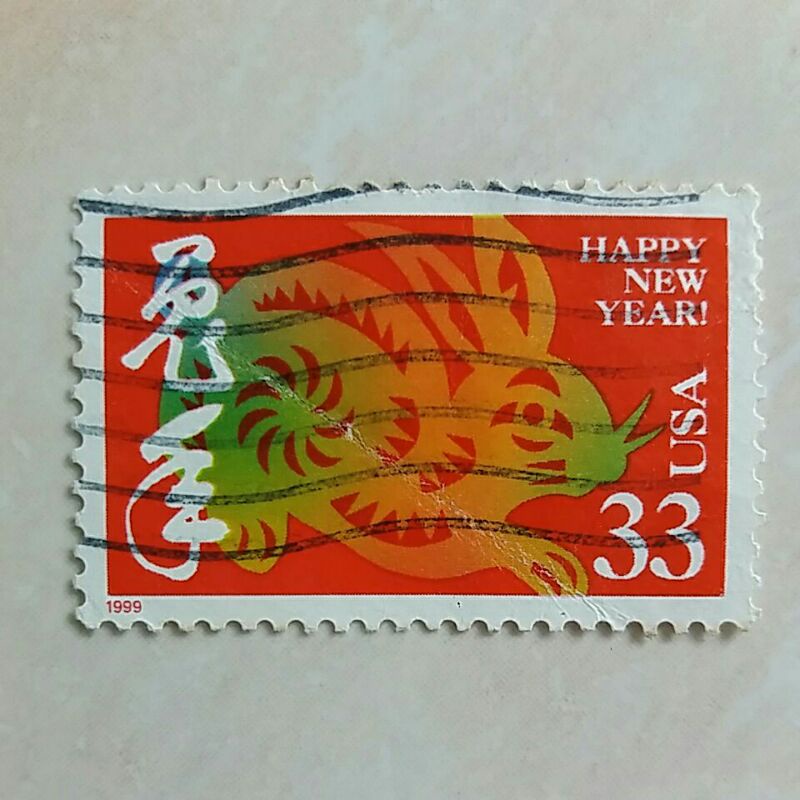 兔
年
HAPPY
NEW
YEAR!
USA
33
1999